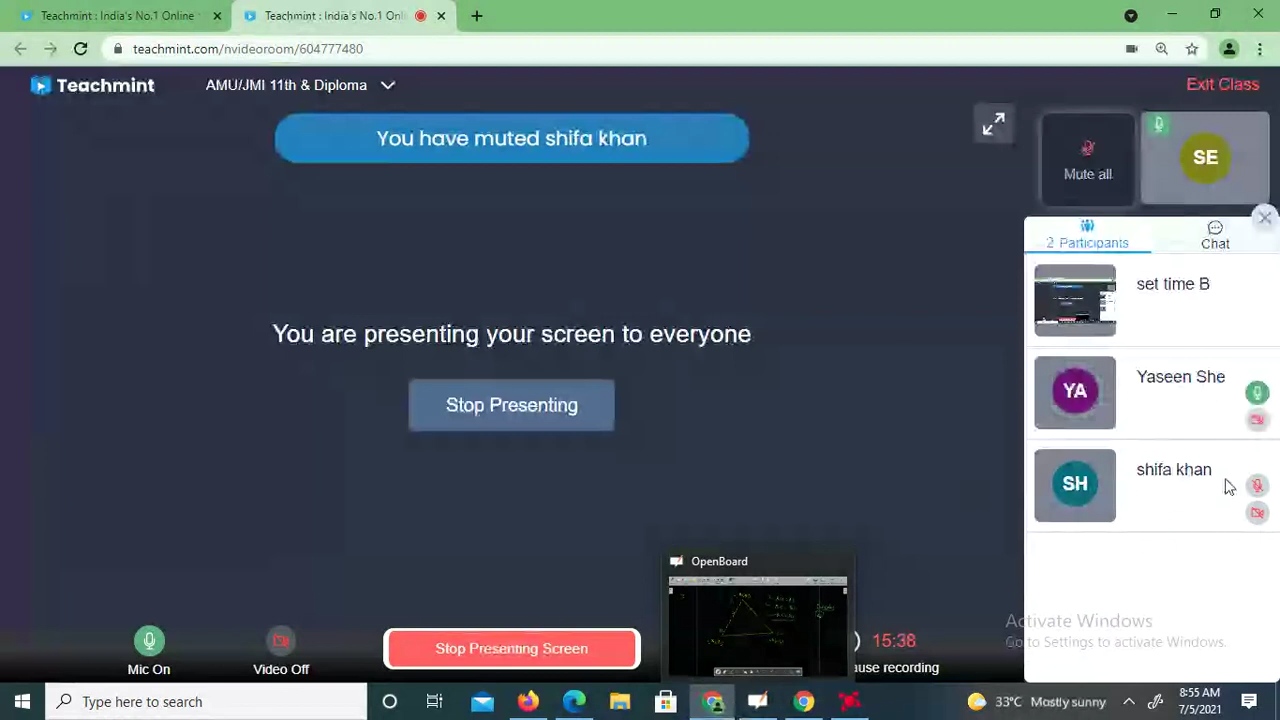 Teachmint : India's No.1 Online
Teachmint : India's No.1 Onli
teachmint.com/nvideoroom/604777480
Teachmint
AMU/JMI 11th & Diploma
Exit Class
You have muted shifa khan
Mute all
SE
2 Participants
Chat
set time B
You are presenting your screen to everyone
Yaseen She
YA
Stop Presenting
shifa khan
SH
OpenBoard
Activate Windows
Go to Settings to activate Windows.
15:38
Stop Presenting Screen
Mic On
Video Off
ause recording
Type here to search
33°C Mostly sunny
8:55 AM
7/5/2021